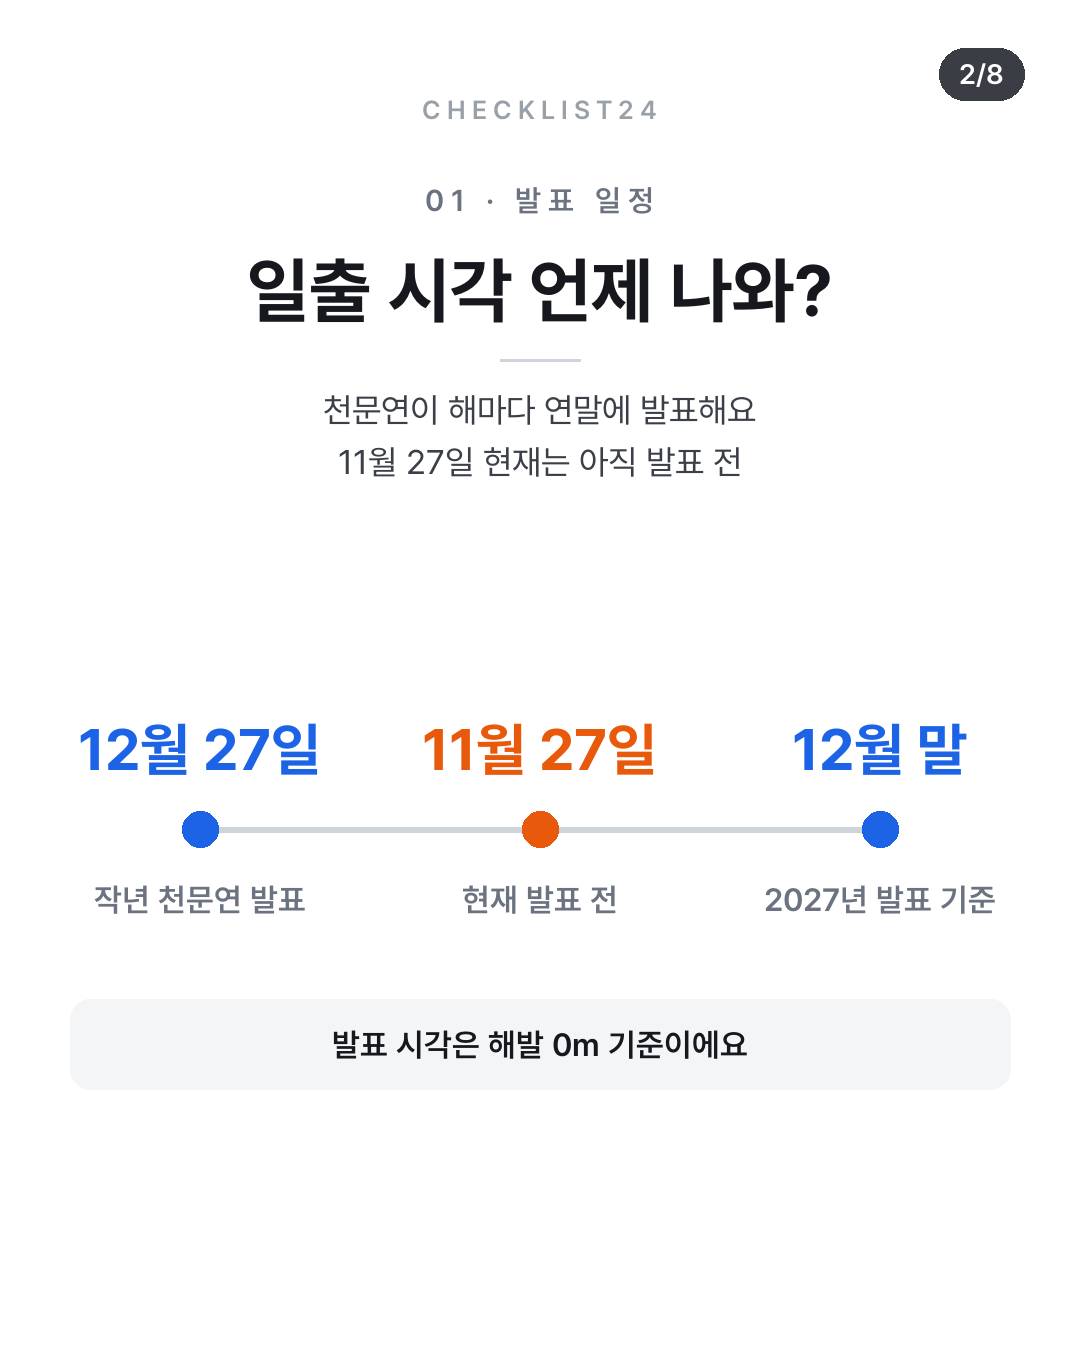 2/8
CHECKLIST24
01 · 발표 일정
일출 시각 언제 나와?
천문연이 해마다 연말에 발표해요
11월 27일 현재는 아직 발표 전
12월 27일
11월 27일
12월 말
작년 천문연 발표
현재 발표 전
2027년 발표 기준
발표 시각은 해발 0m 기준이에요